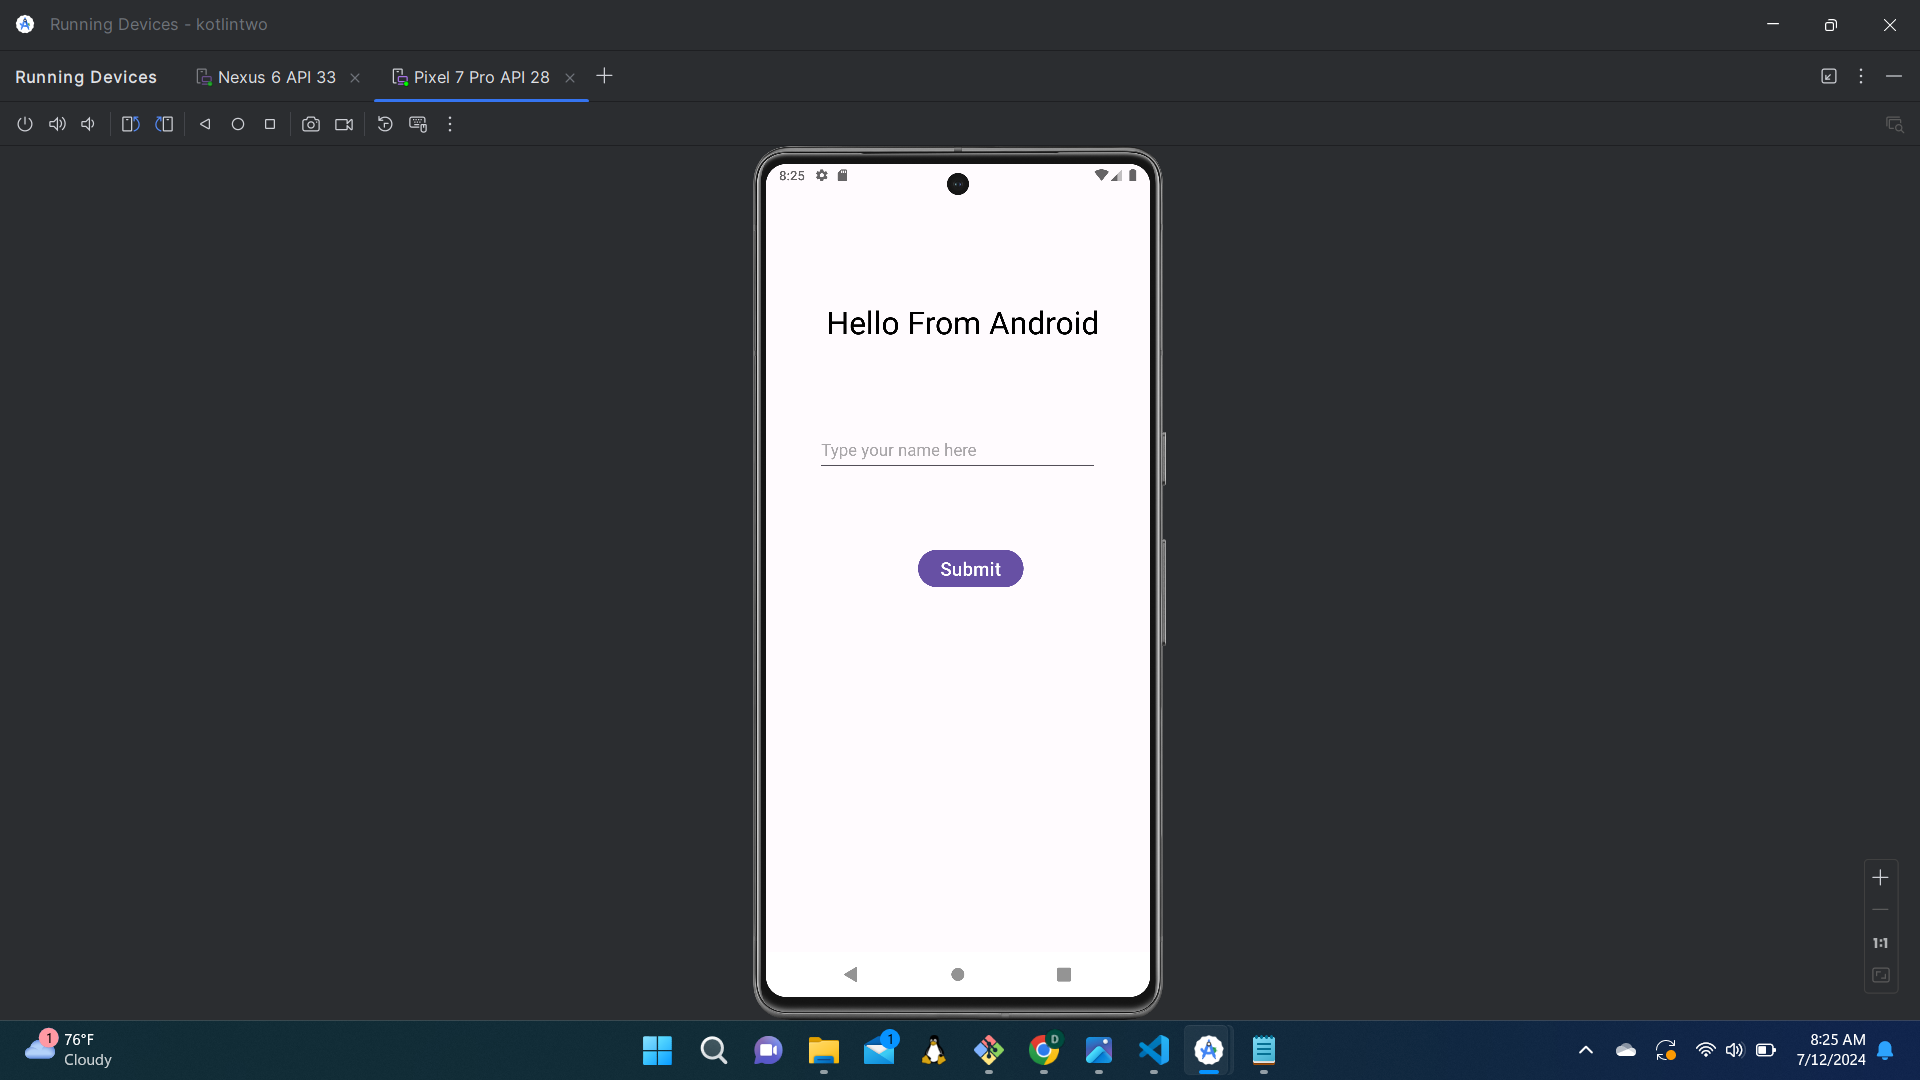 Running Devices - kotlintwo
Running Devices
Nexus 6 API 33
Pixel 7 Pro API 28
8:25
Hello From Android
Type your name here
Submit
1:1
1
76°F
Cloudy
1
D
8:25 AM
7/12/2024